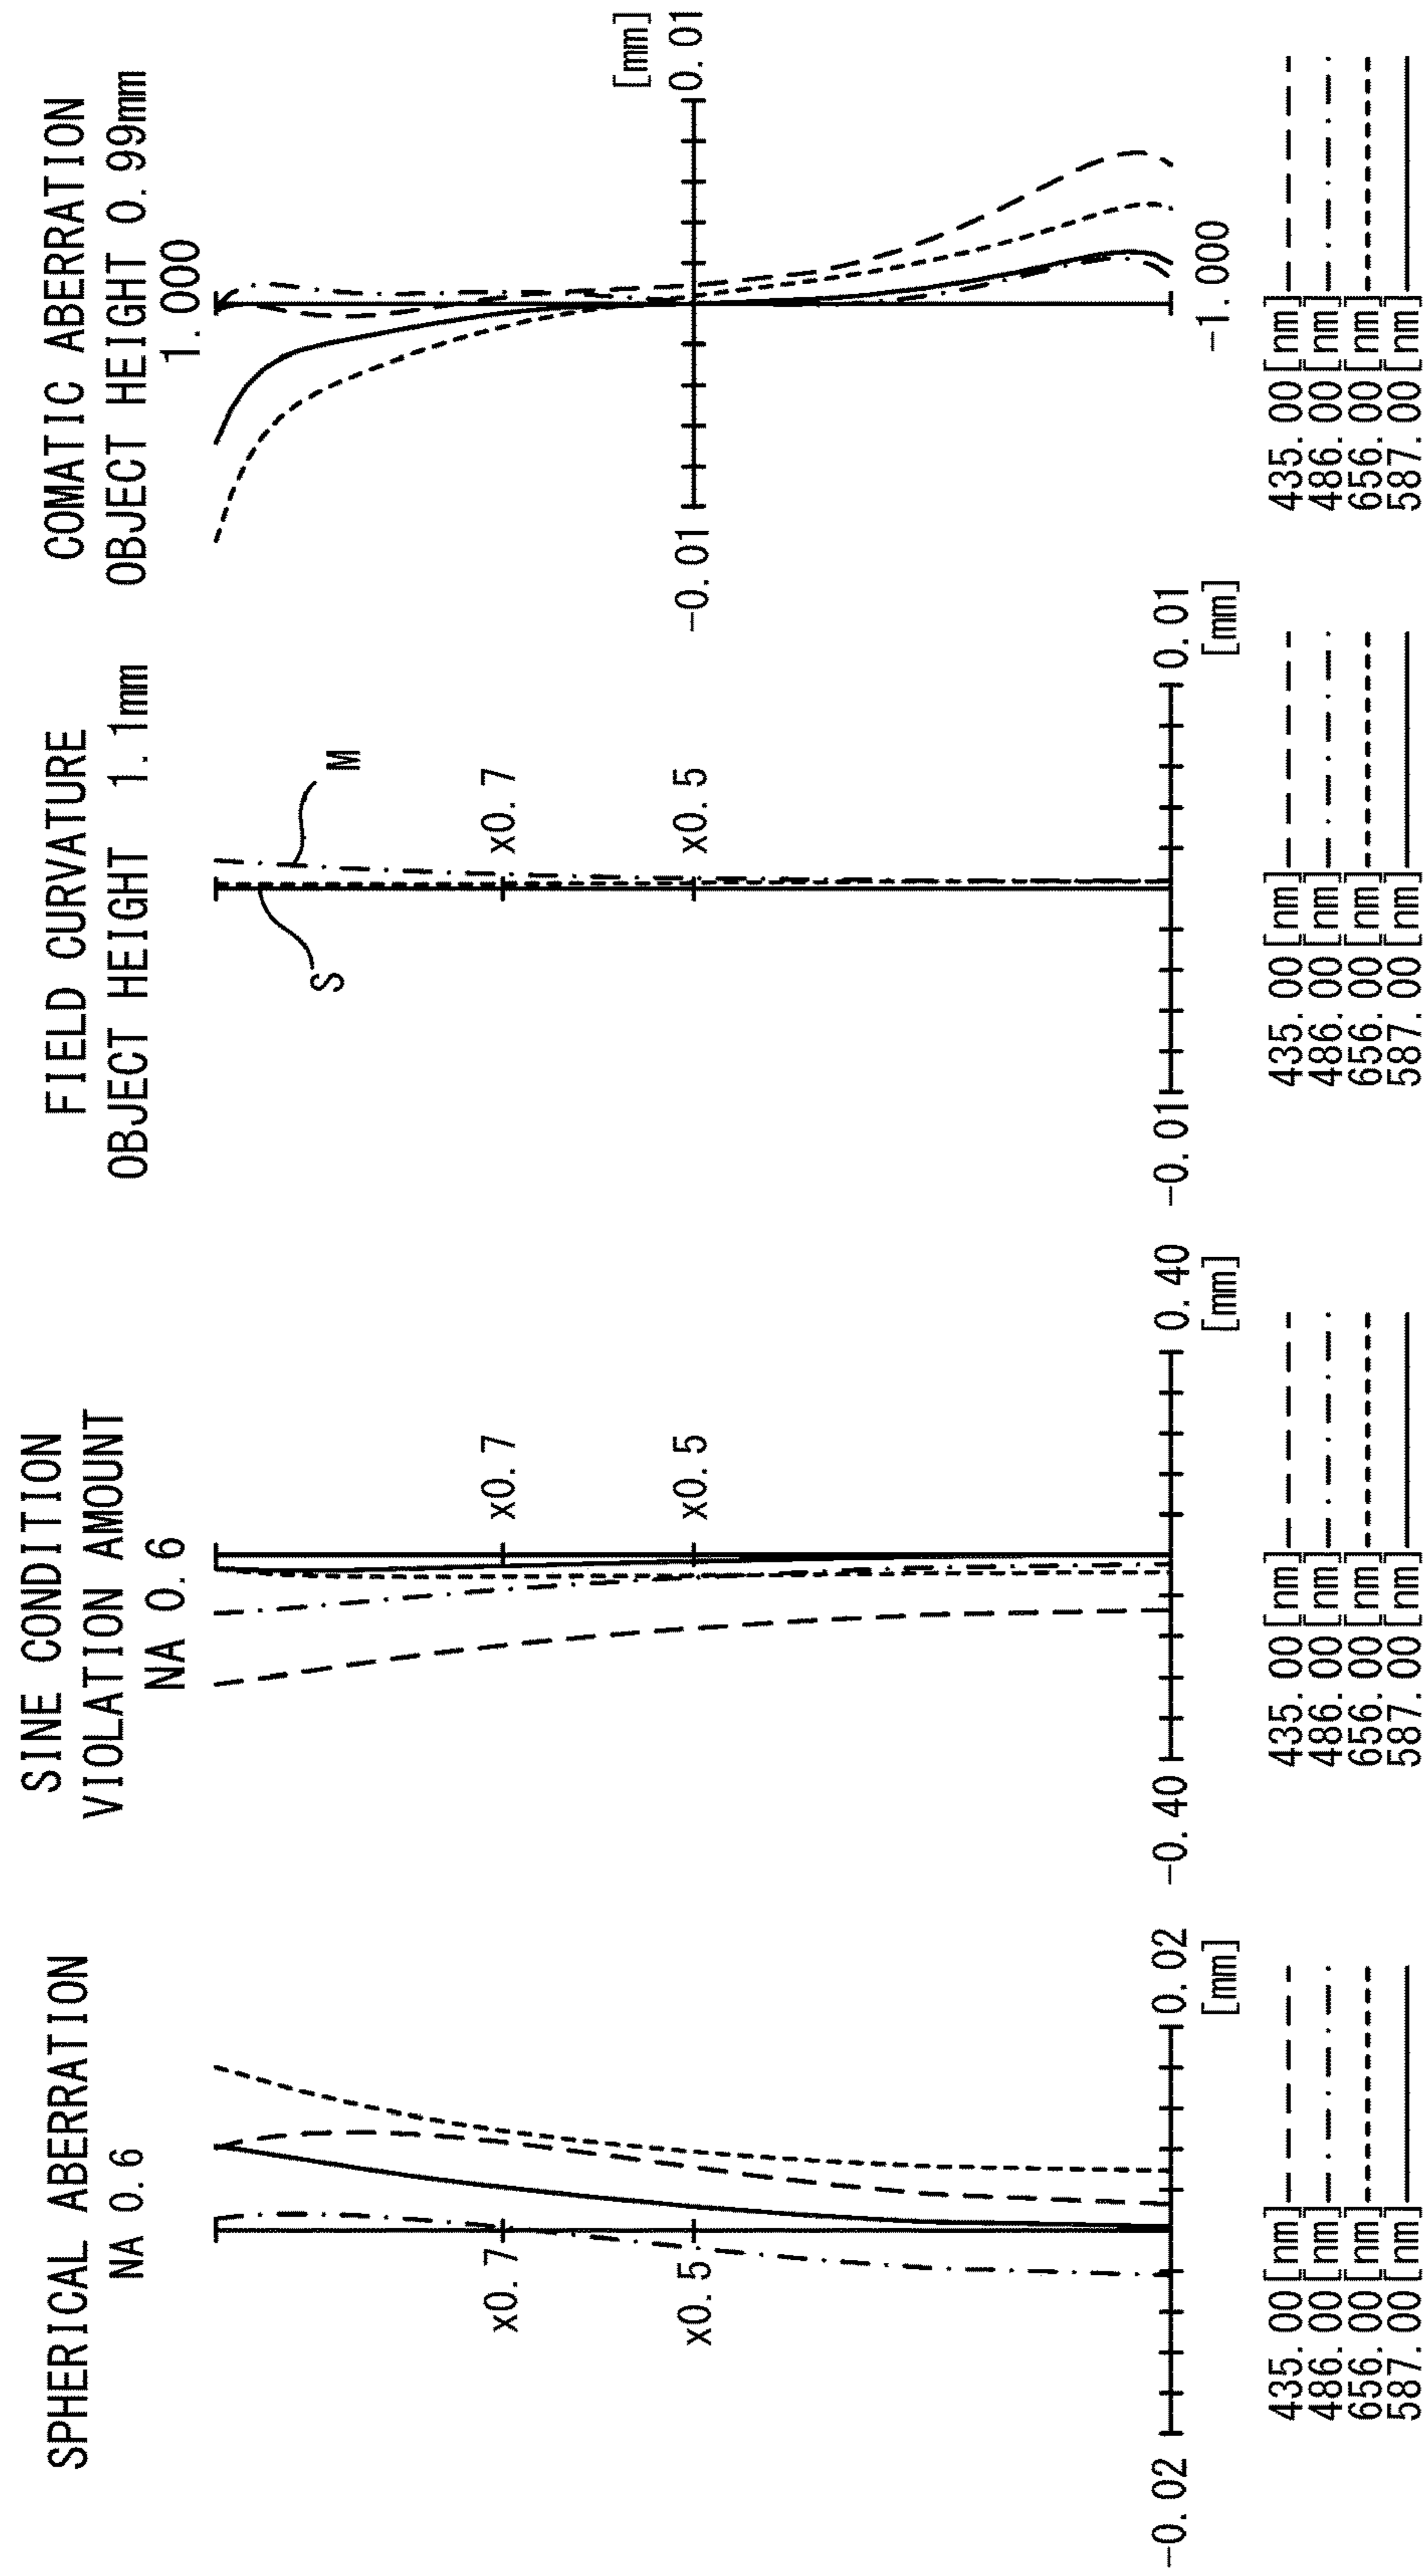 SPHERICAL ABERRATION
NA 0.6
x0.7
x0.5
-0.02
0.02
[mm]
435.00[nm]
486.00[nm]
656.00[nm]
587.00[nm]
SINE CONDITION
VIOLATION AMOUNT
NA 0.6
x0.7
x0.5
-0.40
0.40
[mm]
435.00[nm]
486.00[nm]
656.00[nm]
587.00[nm]
FIELD CURVATURE
OBJECT HEIGHT 1.1mm
S
M
x0.7
x0.5
-0.01
0.01
[mm]
435.00[nm]
486.00[nm]
656.00[nm]
587.00[nm]
COMATIC ABERRATION
OBJECT HEIGHT 0.99mm
1.000
[mm]
-0.01
0.01
-1.000
435.00[nm]
486.00[nm]
656.00[nm]
587.00[nm]